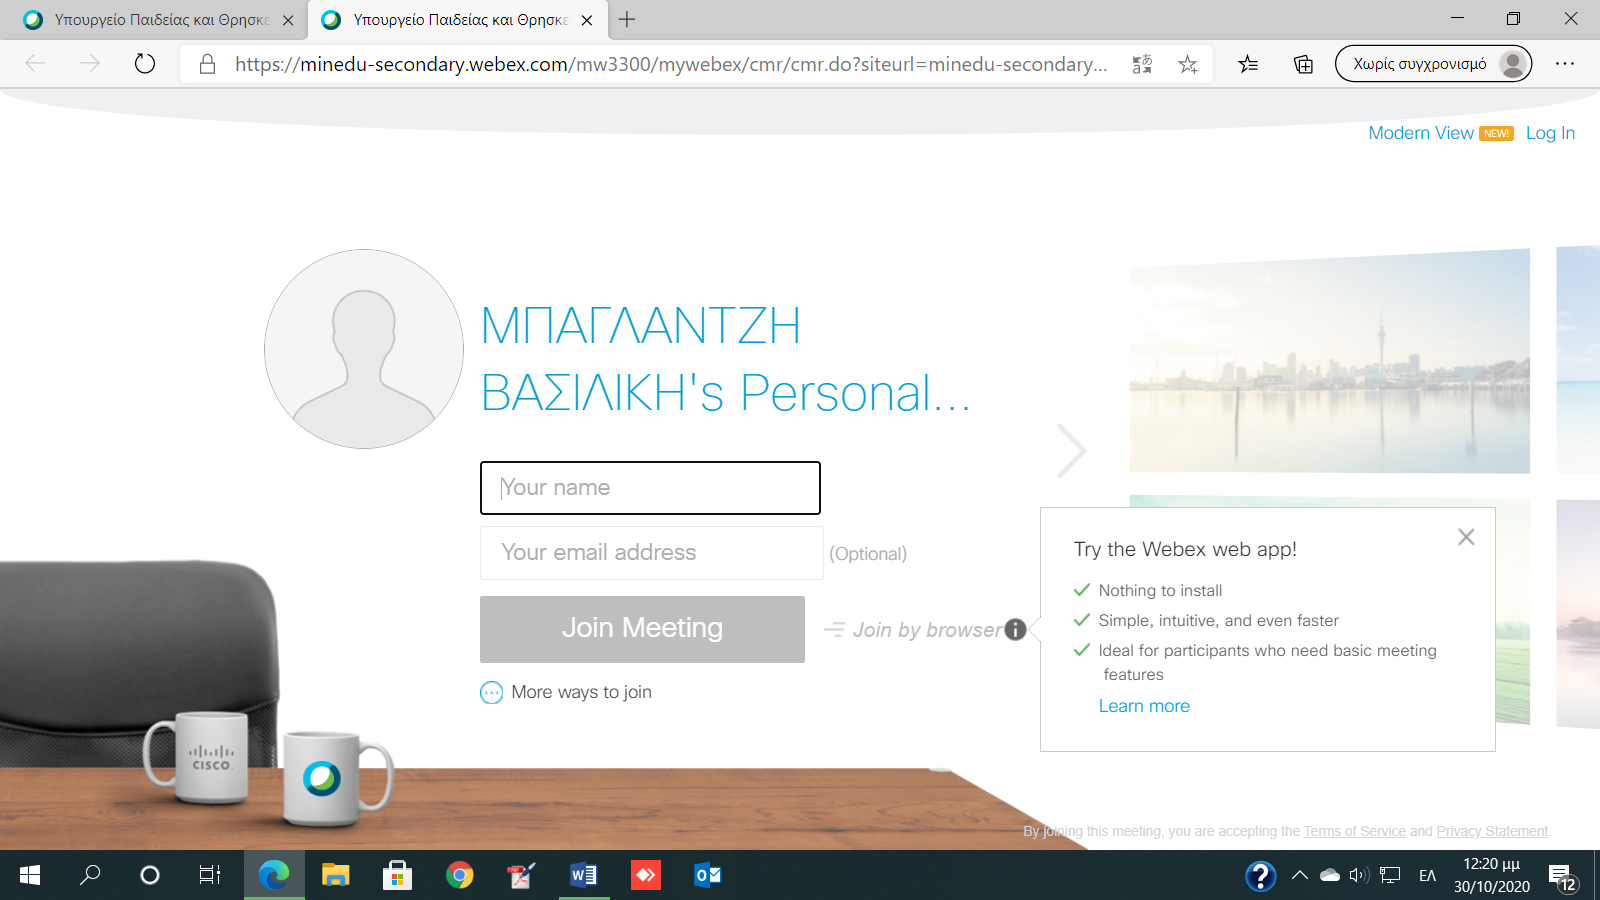 Υπουργείο Παιδείας και Θρησκε
Υπουργείο Παιδείας και Θρησκε
https://minedu-secondary.webex.com/mw3300/mywebex/cmr/cmr.do?siteurl=minedu-secondary...
Χωρίς συγχρονισμό
Modern View NEW! Log In
ΜΠΑΓΛΑΝΤΖΗ
ΒΑΣΙΛΙΚΗ's Personal...
Your name
Your email address (Optional)
Join Meeting
Join by browser
More ways to join
Try the Webex web app!
Nothing to install
Simple, intuitive, and even faster
Ideal for participants who need basic meeting
features
Learn more
CISCO
By joining this meeting, you are accepting the Terms of Service and Privacy Statement.
ΕΛ
12:20 μμ
30/10/2020
12